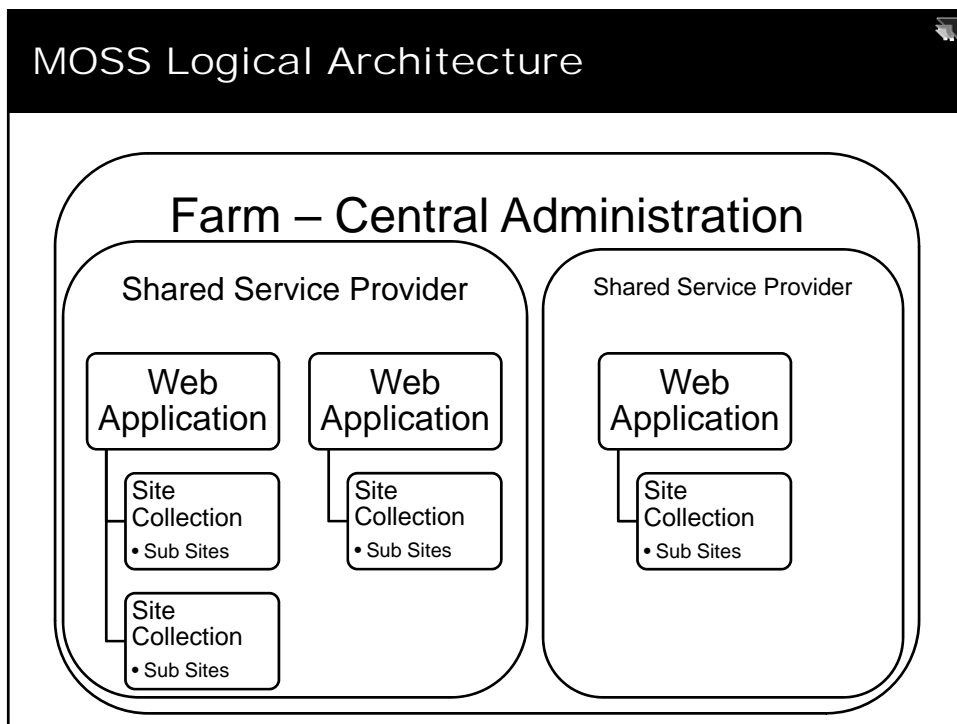 MOSS Logical Architecture
Farm – Central Administration
Shared Service Provider
Web
Application
Site
Collection
• Sub Sites
Site
Collection
• Sub Sites
Web
Application
Site
Collection
• Sub Sites
Shared Service Provider
Web
Application
Site
Collection
• Sub Sites